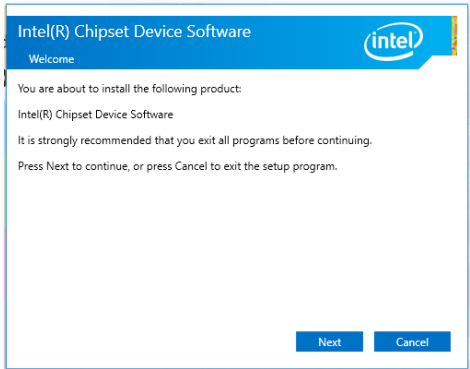 Intel(R) Chipset Device Software
intel
Welcome
You are about to install the following product:
Intel(R) Chipset Device Software
It is strongly recommended that you exit all programs before continuing.
Press Next to continue, or press Cancel to exit the setup program.
Next
Cancel